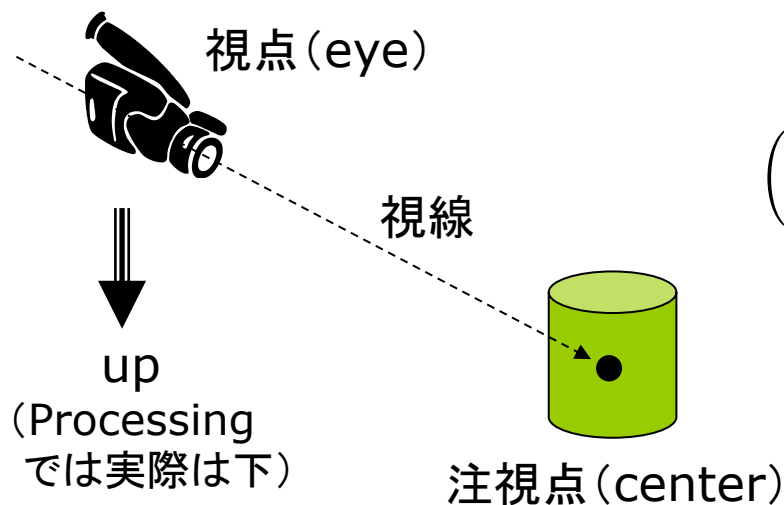 視点（eye）
視線
up
（Processing
では実際は下）
注視点（center）